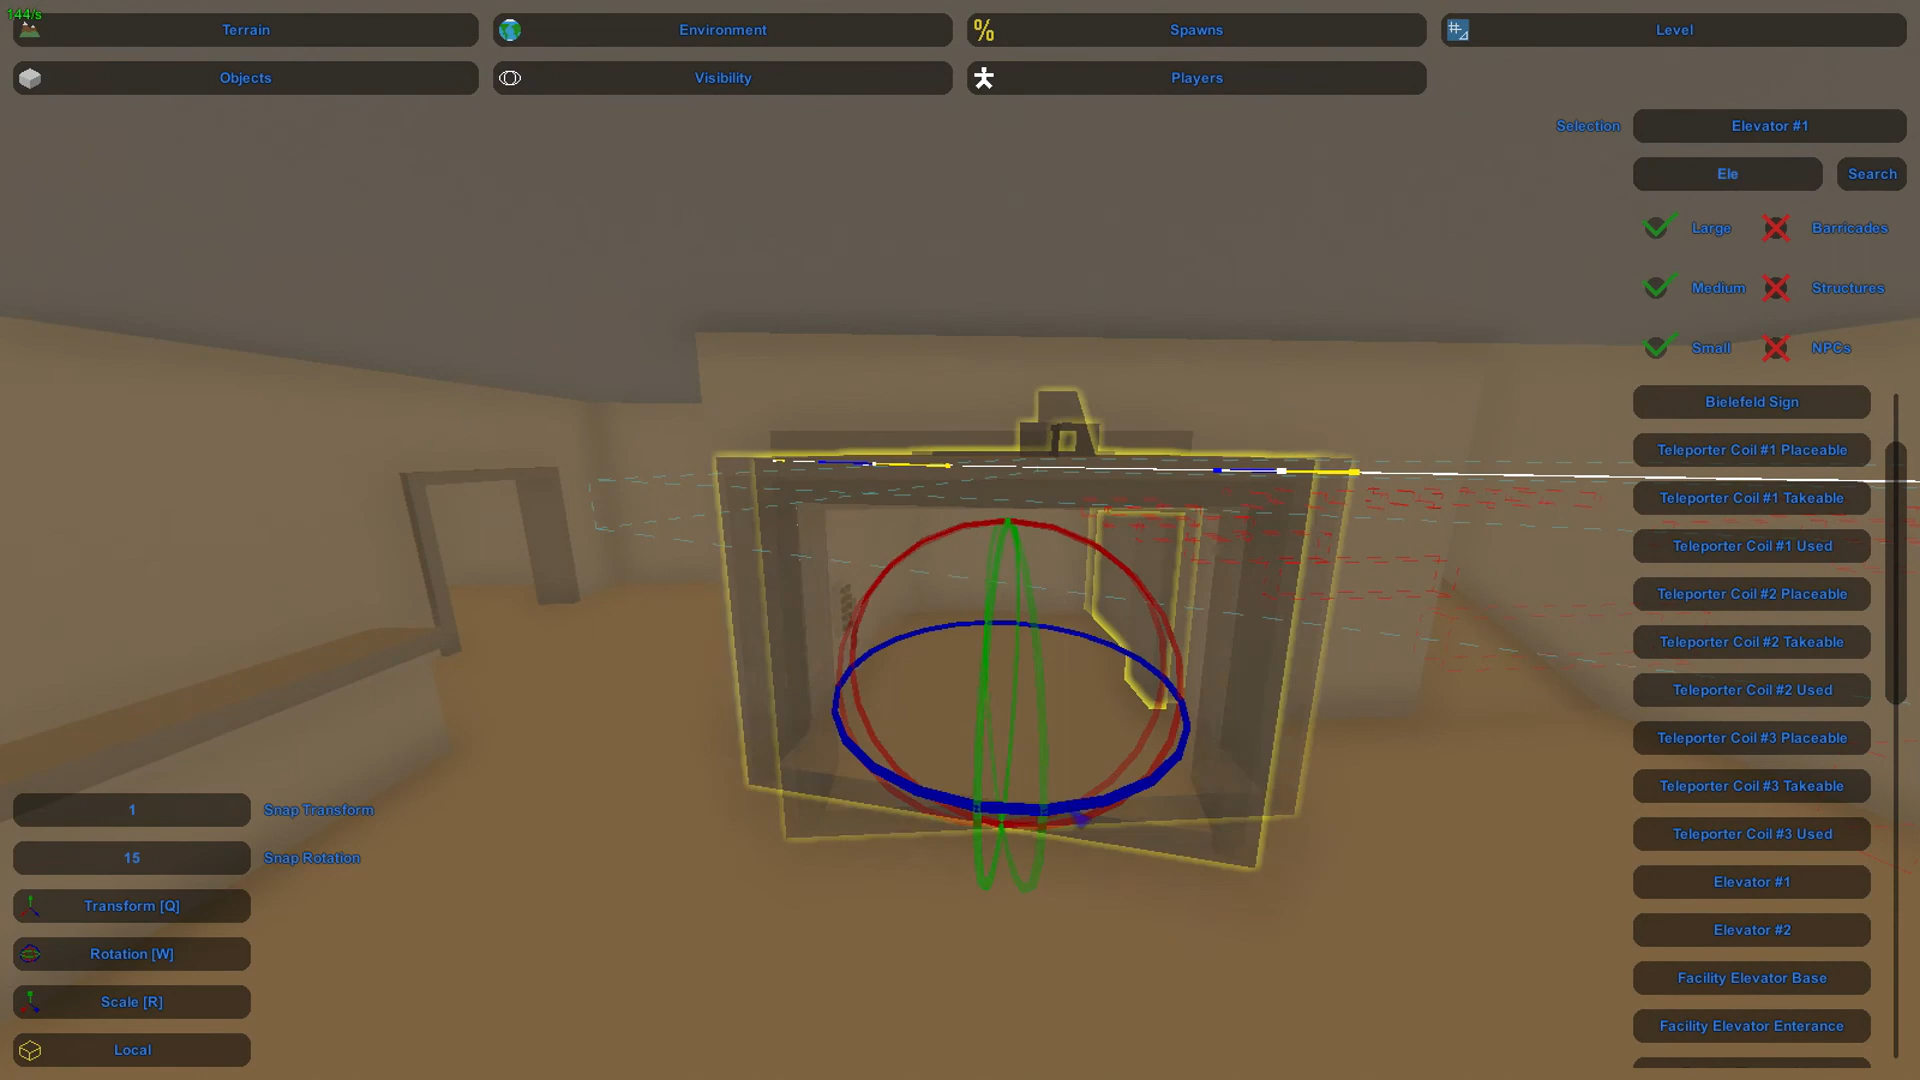 144/s
Terrain
Environment
Spawns
Level
Objects
Visibility
Players
Selection
Elevator #1
Ele
Search
Large
Barricades
Medium
Structures
Small
NPCs
Bielefeld Sign
Teleporter Coil #1 Placeable
Teleporter Coil #1 Takeable
Teleporter Coil #1 Used
Teleporter Coil #2 Placeable
Teleporter Coil #2 Takeable
Teleporter Coil #2 Used
Teleporter Coil #3 Placeable
Teleporter Coil #3 Takeable
Teleporter Coil #3 Used
Elevator #1
Elevator #2
Facility Elevator Base
Facility Elevator Enterance
1
Snap Transform
15
Snap Rotation
Transform [Q]
Rotation [W]
Scale [R]
Local